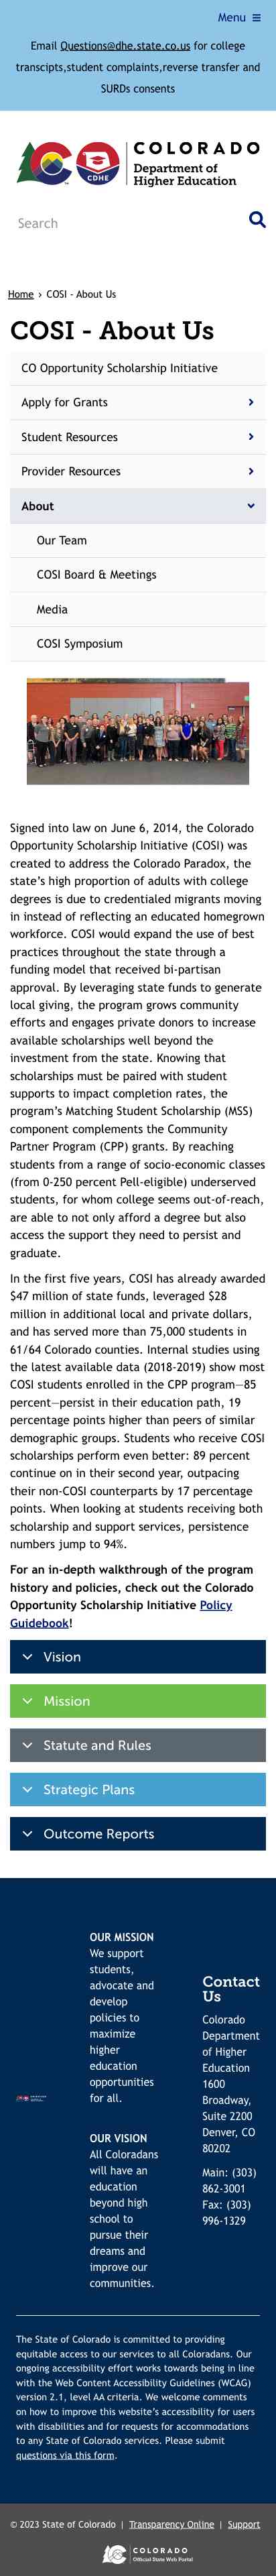 Menu
Email Questions@dhe.state.co.us for college
transcipts,student complaints,reverse transfer and
SURDs consents
CDHE
COLORADO
Department of
Higher Education
Search
Home > COSI - About Us
COSI - About Us
CO Opportunity Scholarship Initiative
Apply for Grants
Student Resources
Provider Resources
About
Our Team
COSI Board & Meetings
Media
COSI Symposium
Signed into law on June 6, 2014, the Colorado
Opportunity Scholarship Initiative (COSI) was
created to address the Colorado Paradox, the
state’s high proportion of adults with college
degrees is due to credentialed migrants moving
in instead of reflecting an educated homegrown
workforce. COSI would expand the use of best
practices throughout the state through a
funding model that received bi-partisan
approval. By leveraging state funds to generate
local giving, the program grows community
efforts and engages private donors to increase
available scholarships well beyond the
investment from the state. Knowing that
scholarships must be paired with student
supports to impact completion rates, the
program’s Matching Student Scholarship (MSS)
component complements the Community
Partner Program (CPP) grants. By reaching
students from a range of socio-economic classes
(from 0-250 percent Pell-eligible) underserved
students, for whom college seems out-of-reach,
are able to not only afford a degree but also
access the support they need to persist and
graduate.
In the first five years, COSI has already awarded
$47 million of state funds, leveraged $28
million in additional local and private dollars,
and has served more than 75,000 students in
61/64 Colorado counties. Internal studies using
the latest available data (2018-2019) show most
COSI students enrolled in the CPP program—85
percent—persist in their education path, 19
percentage points higher than peers of similar
demographic groups. Students who receive COSI
scholarships perform even better: 89 percent
continue on in their second year, outpacing
their non-COSI counterparts by 17 percentage
points. When looking at students receiving both
scholarship and support services, persistence
numbers jump to 94%.
For an in-depth walkthrough of the program
history and policies, check out the Colorado
Opportunity Scholarship Initiative Policy
Guidebook!
Vision
Mission
Statute and Rules
Strategic Plans
Outcome Reports
OUR MISSION
We support
students,
advocate and
develop
policies to
maximize
higher
education
opportunities
for all.
OUR VISION
All Coloradans
will have an
education
beyond high
school to
pursue their
dreams and
improve our
communities.
Contact
Us
Colorado
Department
of Higher
Education
1600
Broadway,
Suite 2200
Denver, CO
80202
Main: (303)
862-3001
Fax: (303)
996-1329
The State of Colorado is committed to providing
equitable access to our services to all Coloradans. Our
ongoing accessibility effort works towards being in line
with the Web Content Accessibility Guidelines (WCAG)
version 2.1, level AA criteria. We welcome comments
on how to improve this website’s accessibility for users
with disabilities and for requests for accommodations
to any State of Colorado services. Please submit
questions via this form.
© 2023 State of Colorado | Transparency Online | Support
COLORADO
Official State Web Portal